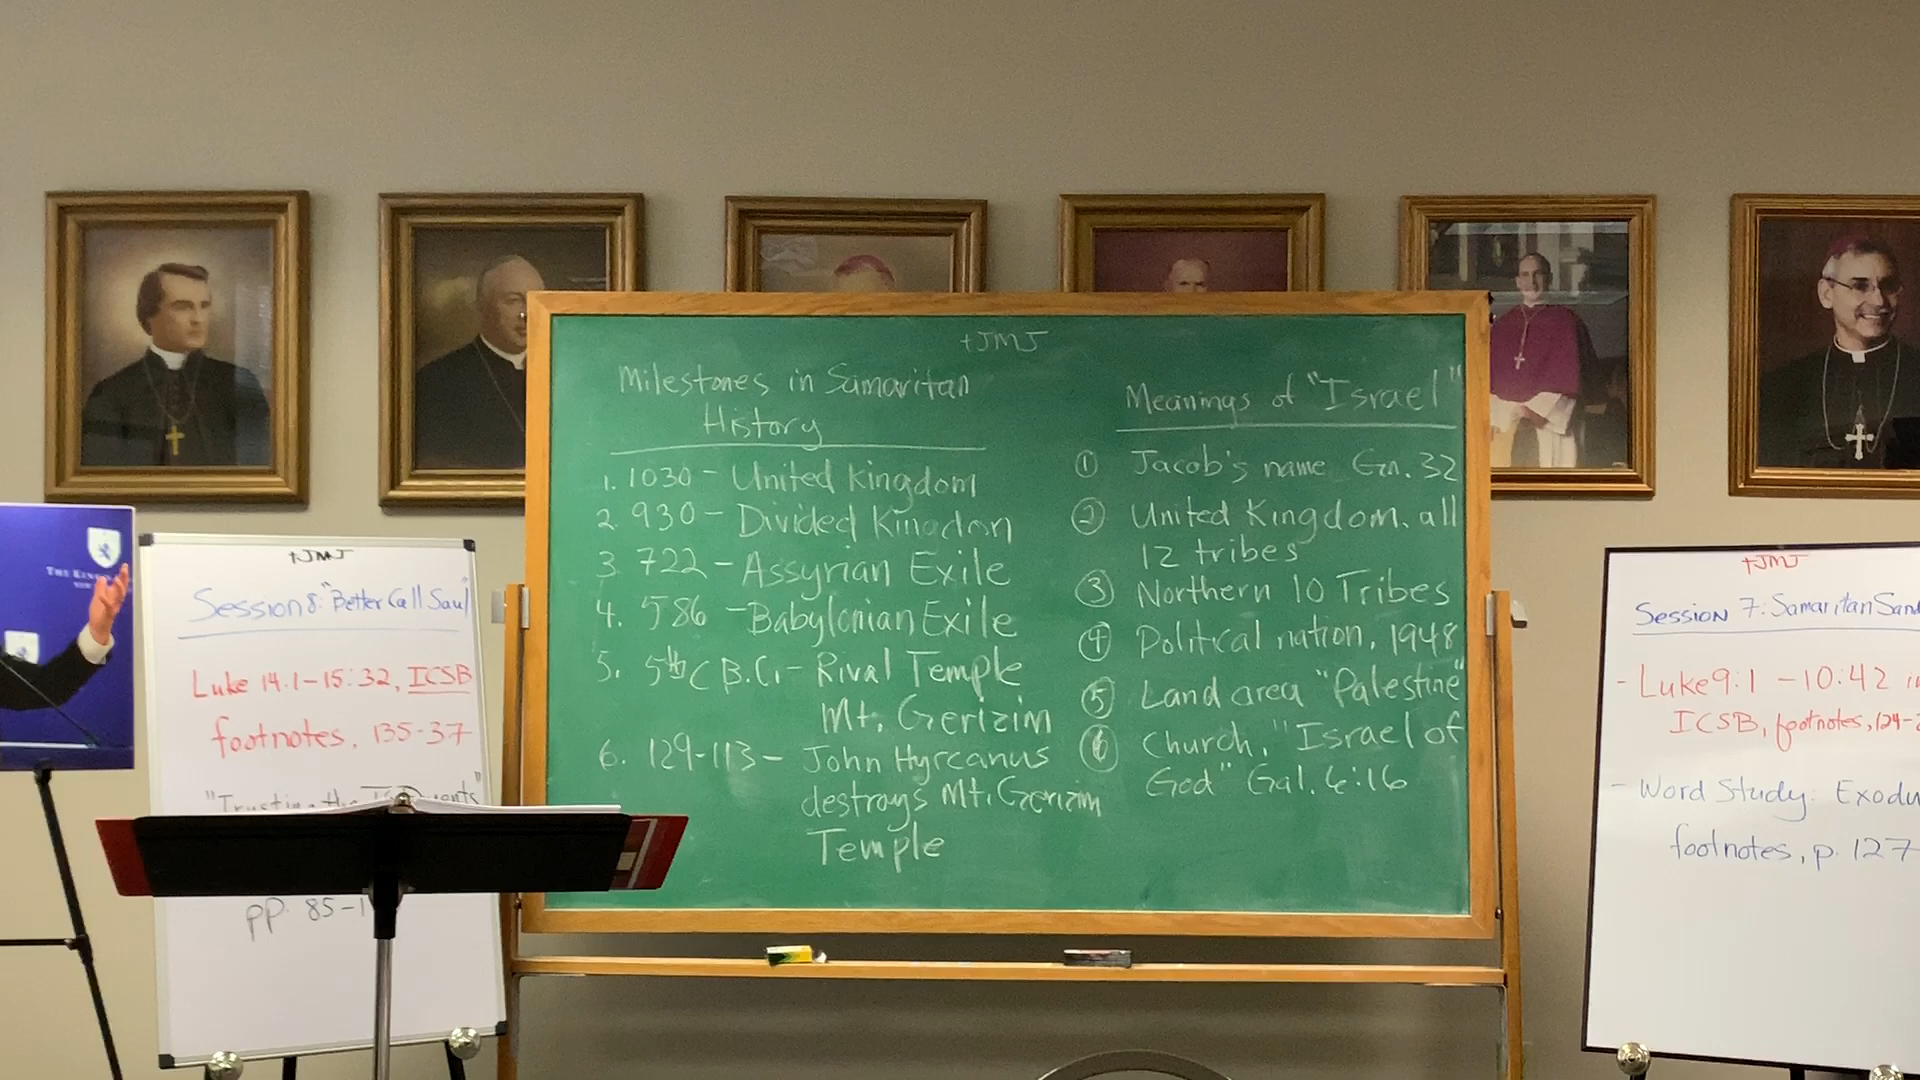 +JMJ
Milestones in Samaritan
History
1. 1030 - United Kingdom
2. 930 - Divided Kingdom
3. 722 - Assyrian Exile
4. 586 - Babylonian Exile
5. 5th C B.C. - Rival Temple
Mt. Gerizim
6. 129-113 - John Hyrcanus
destroys Mt. Gerizim
Temple
Meanings of "Israel"
① Jacob's name Gen. 32
② United Kingdom, all
12 tribes
③ Northern 10 Tribes
④ Political nation, 1948
⑤ Land area "Palestine"
⑥ Church, "Israel of
God" Gal. 6:16
+JMJ
Session 8: "Better Call Saul"
Luke 14:1-15:32, ICSB
footnotes, 135-37
"Trusting the
pp. 85-1
THE
+JMJ
Session 7: Samaritan
- Luke 9:1 - 10:42
ICSB, footnotes, 124-
- Word Study:
footnotes, p. 127